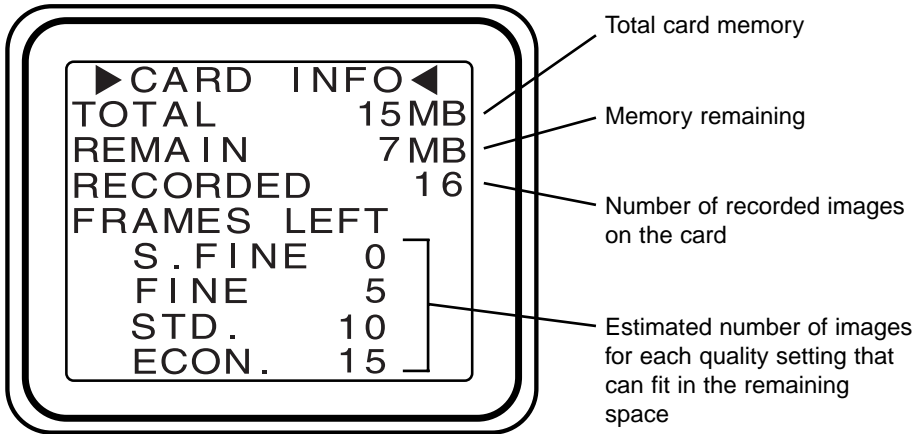 ▶CARD INFO◀
TOTAL 15MB
REMAIN 7MB
RECORDED 16
FRAMES LEFT
S.FINE 0
FINE 5
STD. 10
ECON. 15
Total card memory
Memory remaining
Number of recorded images
on the card
Estimated number of images
for each quality setting that
can fit in the remaining
space